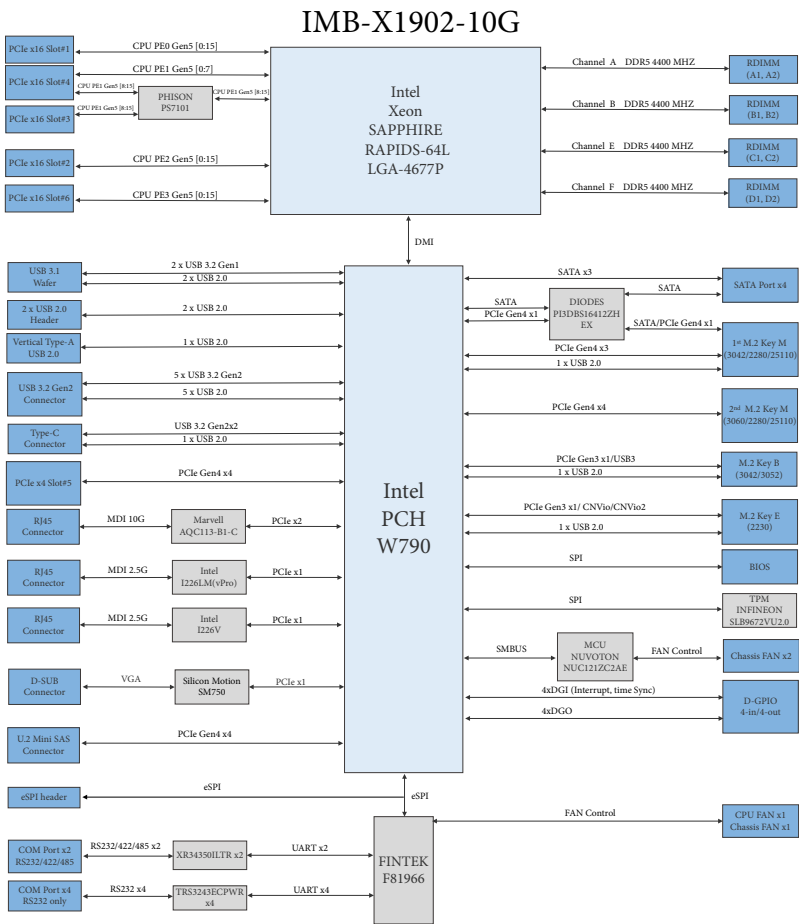 IMB-X1902-10G
PCIe x16 Slot#1
CPU PE0 Gen5 [0:15]
PCIe x16 Slot#4
CPU PE1 Gen5 [0:7]
CPU PE1 Gen5 [8:15]
PHISON
PS7101
CPU PE1 Gen5 [8:15]
PCIe x16 Slot#3
CPU PE1 Gen5 [8:15]
PCIe x16 Slot#2
CPU PE2 Gen5 [0:15]
PCIe x16 Slot#6
CPU PE3 Gen5 [0:15]
Intel
Xeon
SAPPHIRE
RAPIDS-64L
LGA-4677P
Channel A DDR5 4400 MHZ
RDIMM
(A1, A2)
Channel B DDR5 4400 MHZ
RDIMM
(B1, B2)
Channel E DDR5 4400 MHZ
RDIMM
(C1, C2)
Channel F DDR5 4400 MHZ
RDIMM
(D1, D2)
DMI
USB 3.1
Wafer
2 x USB 3.2 Gen1
2 x USB 2.0
2 x USB 2.0
Header
2 x USB 2.0
Vertical Type-A
USB 2.0
1 x USB 2.0
USB 3.2 Gen2
Connector
5 x USB 3.2 Gen2
5 x USB 2.0
Type-C
Connector
USB 3.2 Gen2x2
1 x USB 2.0
PCIe x4 Slot#5
PCIe Gen4 x4
RJ45
Connector
MDI 10G
Marvell
AQC113-B1-C
PCIe x2
RJ45
Connector
MDI 2.5G
Intel
I226LM(vPro)
PCIe x1
RJ45
Connector
MDI 2.5G
Intel
I226V
PCIe x1
D-SUB
Connector
VGA
Silicon Motion
SM750
PCIe x1
U.2 Mini SAS
Connector
PCIe Gen4 x4
Intel
PCH
W790
SATA x3
SATA Port x4
SATA
PCIe Gen4 x1
DIODES
PI3DBS16412ZH
EX
SATA
SATA/PCIe Gen4 x1
PCIe Gen4 x3
1 x USB 2.0
1st M.2 Key M
(3042/2280/25110)
PCIe Gen4 x4
2nd M.2 Key M
(3060/2280/25110)
PCIe Gen3 x1/USB3
1 x USB 2.0
M.2 Key B
(3042/3052)
PCIe Gen3 x1/ CNVio/CNVio2
1 x USB 2.0
M.2 Key E
(2230)
SPI
BIOS
SPI
TPM
INFINEON
SLB9672VU2.0
SMBUS
MCU
NUVOTON
NUC121ZC2AE
FAN Control
Chassis FAN x2
4xDGI (Interrupt, time Sync)
4xDGO
D-GPIO
4-in/4-out
eSPI header
eSPI
eSPI
FAN Control
CPU FAN x1
Chassis FAN x1
COM Port x2
RS232/422/485
RS232/422/485 x2
XR34350ILTR x2
UART x2
FINTEK
F81966
COM Port x4
RS232 only
RS232 x4
TRS3243ECPWR
x4
UART x4